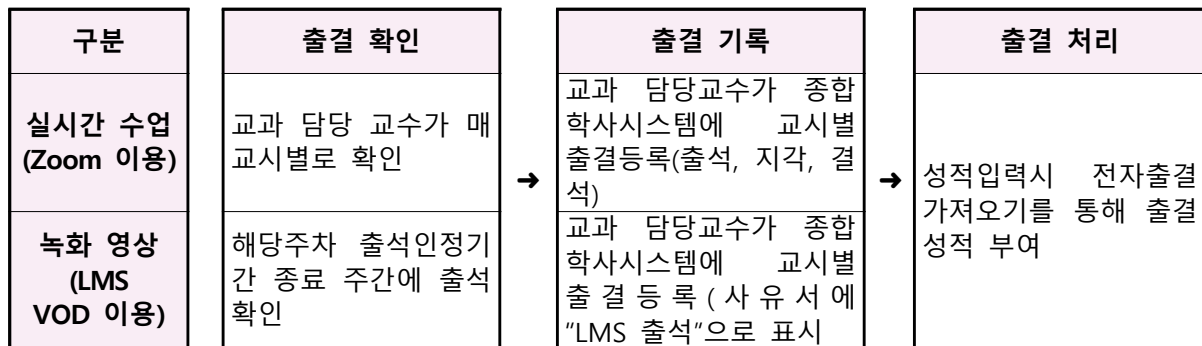 구분
출결 확인
출결 기록
출결 처리
실시간 수업
(Zoom 이용)
교과 담당 교수가 매
교시별로 확인
➜
교과 담당교수가 종합
학사시스템에 교시별
출결등록(출석, 지각, 결
석)
➜
성적입력시 전자출결
가져오기를 통해 출결
성적 부여
녹화 영상
(LMS
VOD 이용)
해당주차 출석인정기
간 종료 주간에 출석
확인
교과 담당교수가 종합
학사시스템에 교시별
출결등록(사유서에
”LMS 출석”으로 표시